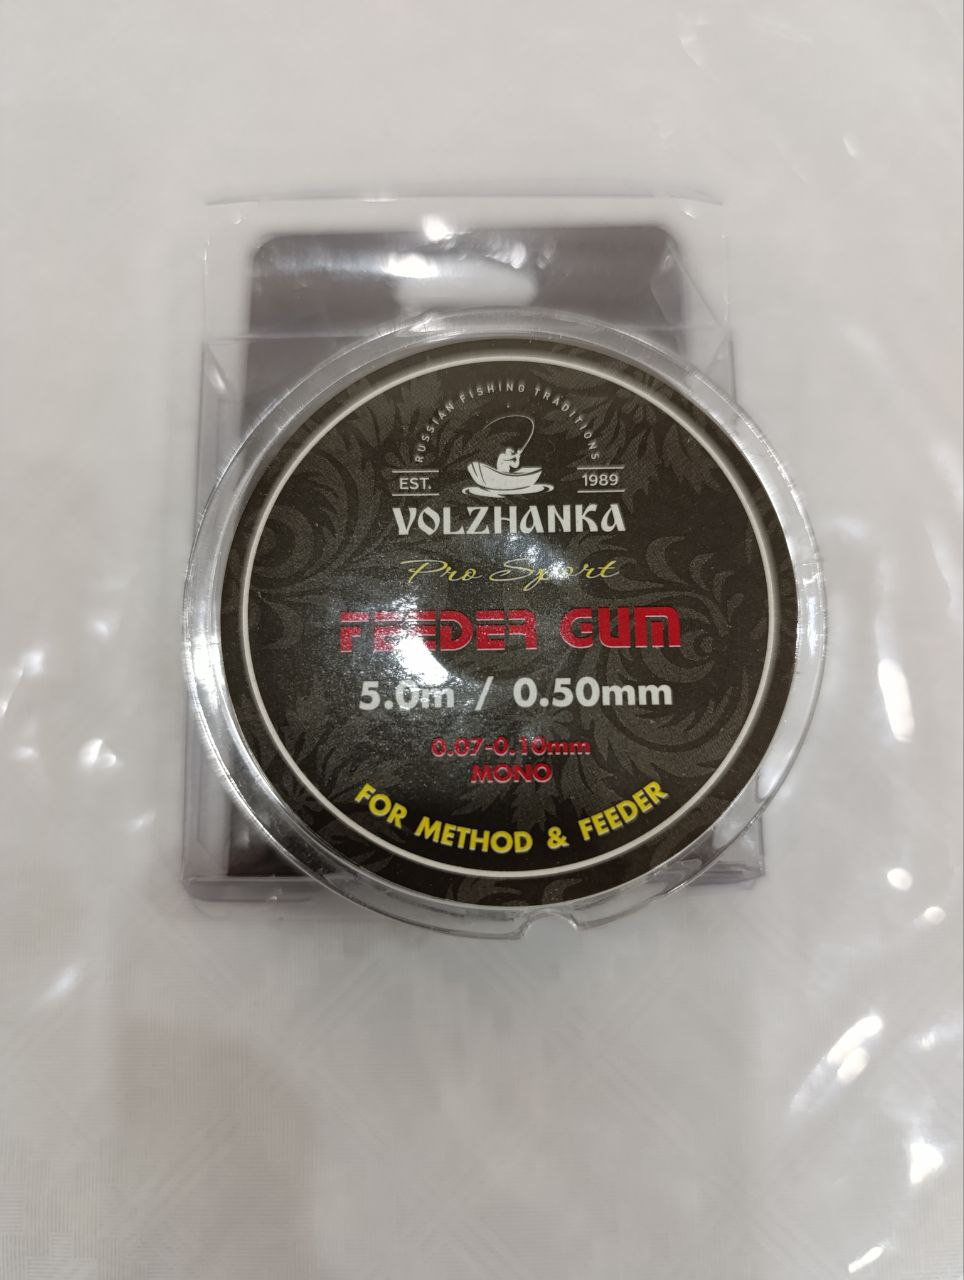 RUSSIAN FISHING TRADITIONS
EST. 1989
VOLZHANKA
Pro Sport
FEEDER GUM
5.0m / 0.50mm
0.07-0.10mm
MONO
FOR METHOD & FEEDER